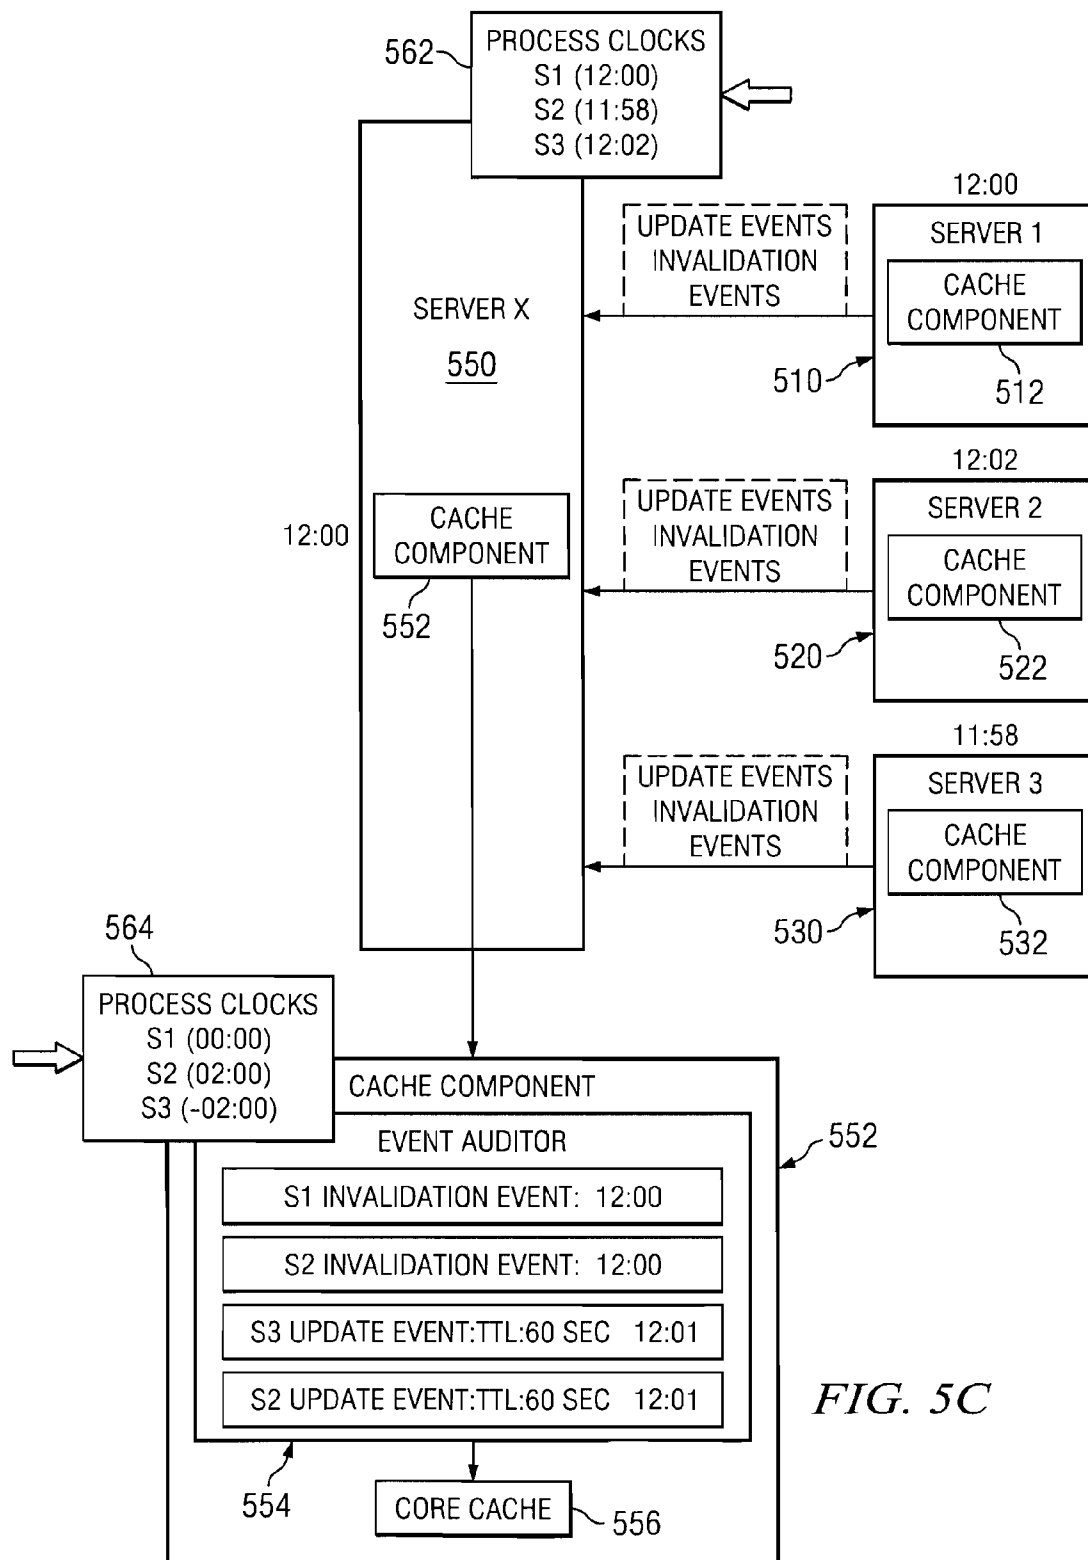 562
PROCESS CLOCKS
S1 (12:00)
S2 (11:58)
S3 (12:02)
12:00
SERVER X
550
CACHE
COMPONENT
552
UPDATE EVENTS
INVALIDATION
EVENTS
12:00
SERVER 1
CACHE
COMPONENT
510
512
UPDATE EVENTS
INVALIDATION
EVENTS
12:02
SERVER 2
CACHE
COMPONENT
520
522
UPDATE EVENTS
INVALIDATION
EVENTS
11:58
SERVER 3
CACHE
COMPONENT
530
532
564
PROCESS CLOCKS
S1 (00:00)
S2 (02:00)
S3 (-02:00)
CACHE COMPONENT
552
EVENT AUDITOR
S1 INVALIDATION EVENT: 12:00
S2 INVALIDATION EVENT: 12:00
S3 UPDATE EVENT:TTL:60 SEC 12:01
S2 UPDATE EVENT:TTL:60 SEC 12:01
554
CORE CACHE
556
FIG. 5C